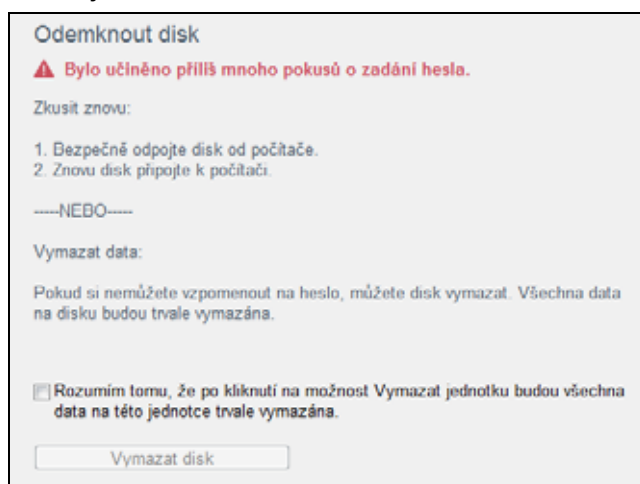 Odemknout disk
Bylo učiněno příliš mnoho pokusů o zadání hesla.
Zkusit znovu:
1. Bezpečně odpojte disk od počítače.
2. Znovu disk připojte k počítači.
-----NEBO-----
Vymazat data:
Pokud si nemůžete vzpomenout na heslo, můžete disk vymazat. Všechna data
na disku budou trvale vymazána.
Rozumím tomu, že po kliknutí na možnost Vymazat jednotku budou všechna
data na této jednotce trvale vymazána.
Vymazat disk